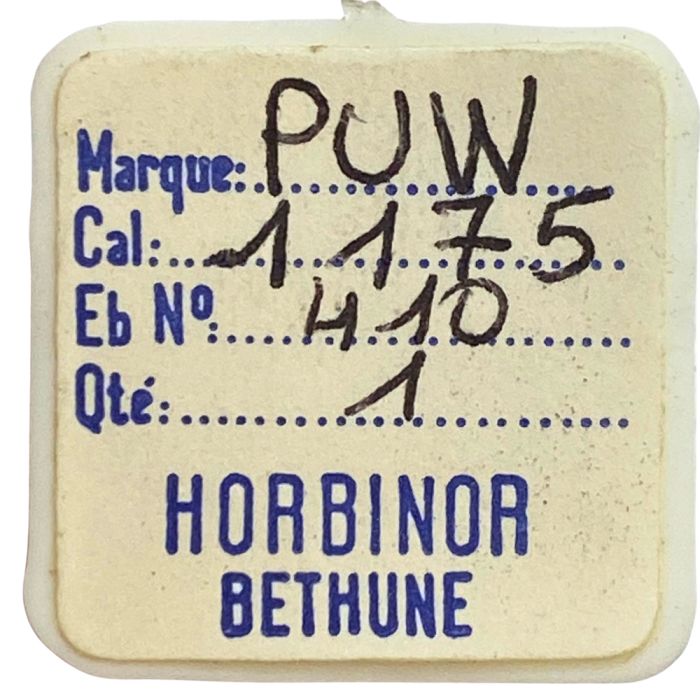 Marque: PUW
Cal: 1175
Eb Nº: 410
Qté: 1
HORBINOR
BETHUNE